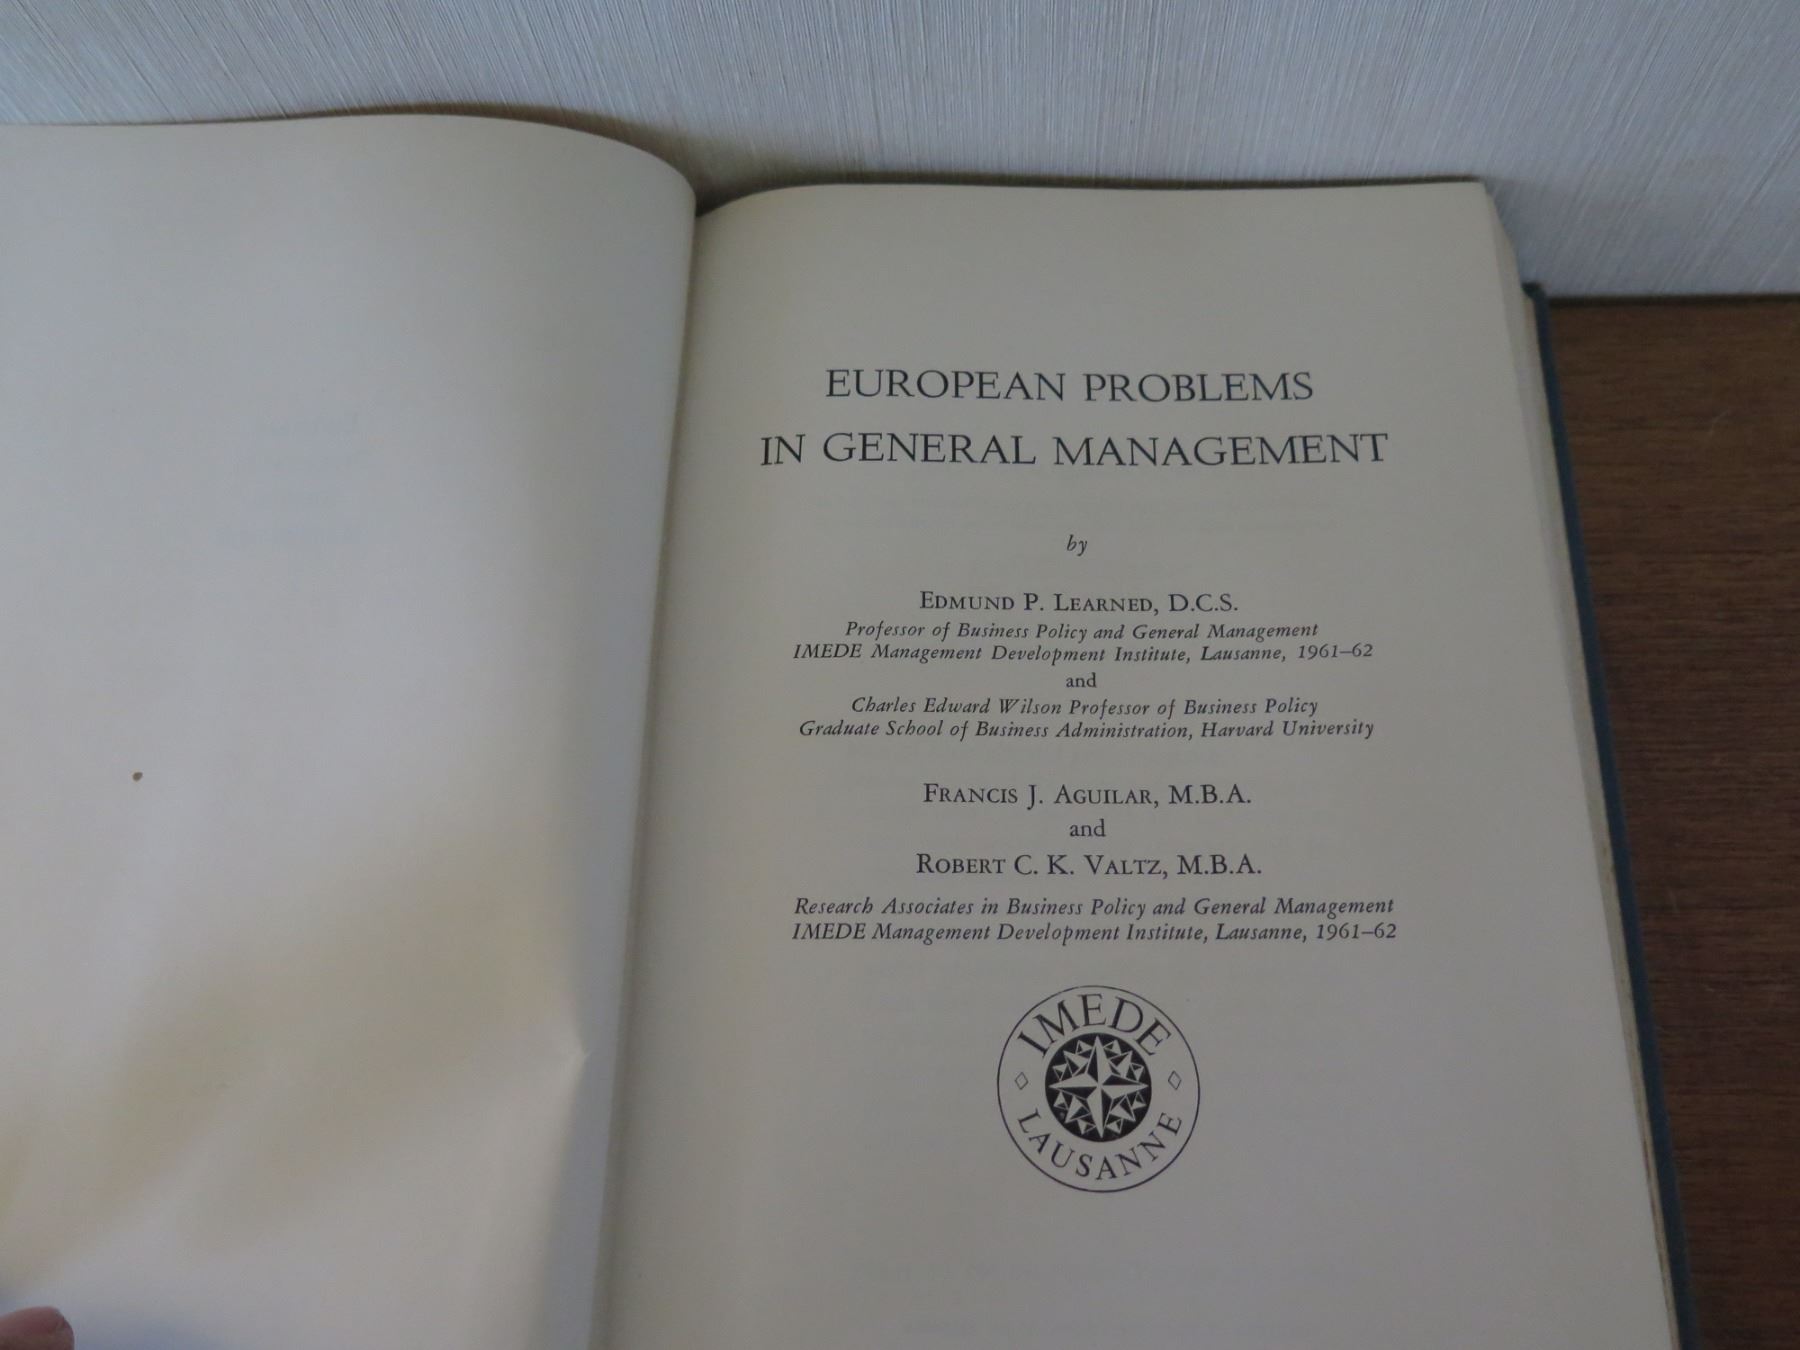 EUROPEAN PROBLEMS
IN GENERAL MANAGEMENT
by
EDMUND P. LEARNED, D.C.S.
Professor of Business Policy and General Management
IMEDE Management Development Institute, Lausanne, 1961–62
and
Charles Edward Wilson Professor of Business Policy
Graduate School of Business Administration, Harvard University
FRANCIS J. AGUILAR, M.B.A.
and
ROBERT C. K. VALTZ, M.B.A.
Research Associates in Business Policy and General Management
IMEDE Management Development Institute, Lausanne, 1961–62
IMEDE
LAUSANNE